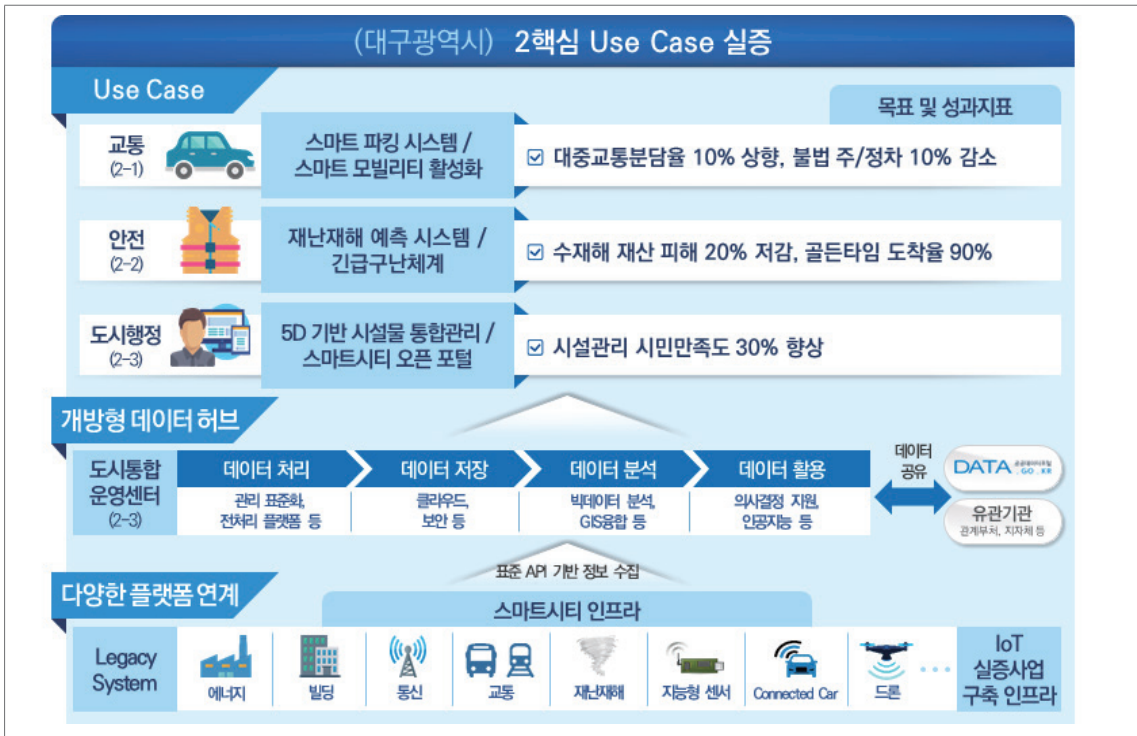 (대구광역시) 2핵심 Use Case 실증
Use Case
목표 및 성과지표
교통
(2-1)
스마트 파킹 시스템 /
스마트 모빌리티 활성화
대중교통분담율 10% 상향, 불법 주/정차 10% 감소
안전
(2-2)
재난재해 예측 시스템 /
긴급구난체계
수재해 재산 피해 20% 저감, 골든타임 도착율 90%
도시행정
(2-3)
5D 기반 시설물 통합관리 /
스마트시티 오픈 포털
시설관리 시민만족도 30% 향상
개방형 데이터 허브
도시통합
운영센터
(2-3)
데이터 처리
관리 표준화,
전처리 플랫폼 등
데이터 저장
클라우드,
보안 등
데이터 분석
빅데이터 분석,
GIS융합 등
데이터 활용
의사결정 지원,
인공지능 등
데이터
공유
DATA 공공데이터포털
.GO.KR
유관기관
관계부처, 지자체 등
표준 API 기반 정보 수집
다양한 플랫폼 연계
스마트시티 인프라
Legacy
System
에너지
빌딩
통신
교통
재난재해
지능형 센서
Connected Car
드론
IoT
실증사업
구축 인프라